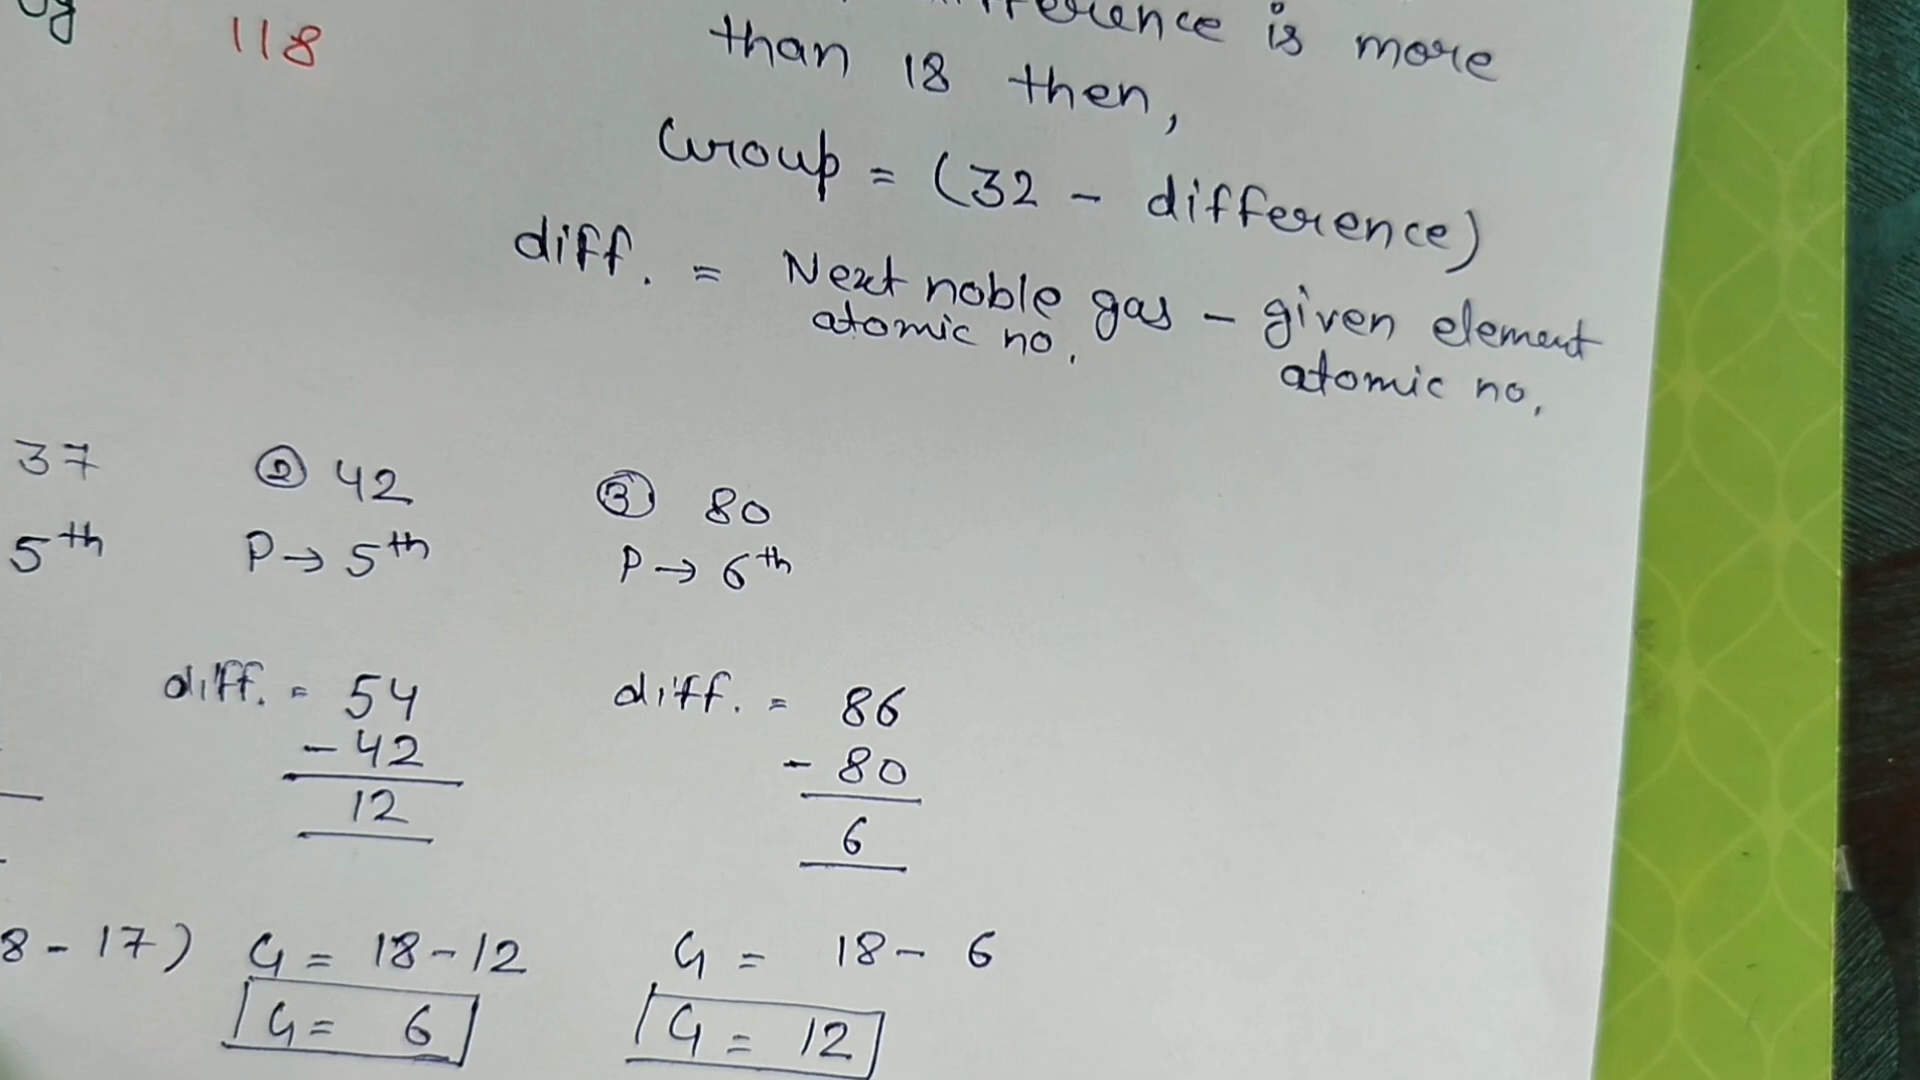 118
is more
than 18 then,
Group = (32 - difference)
diff. = Next noble gas - given element
atomic no. atomic no.
37 ② 42 ③ 80
5th P → 5th P → 6th
diff. = 54 diff. = 86
- 42 - 80
12 6
8 - 17) G = 18 - 12 G = 18 - 6
G = 6 G = 12